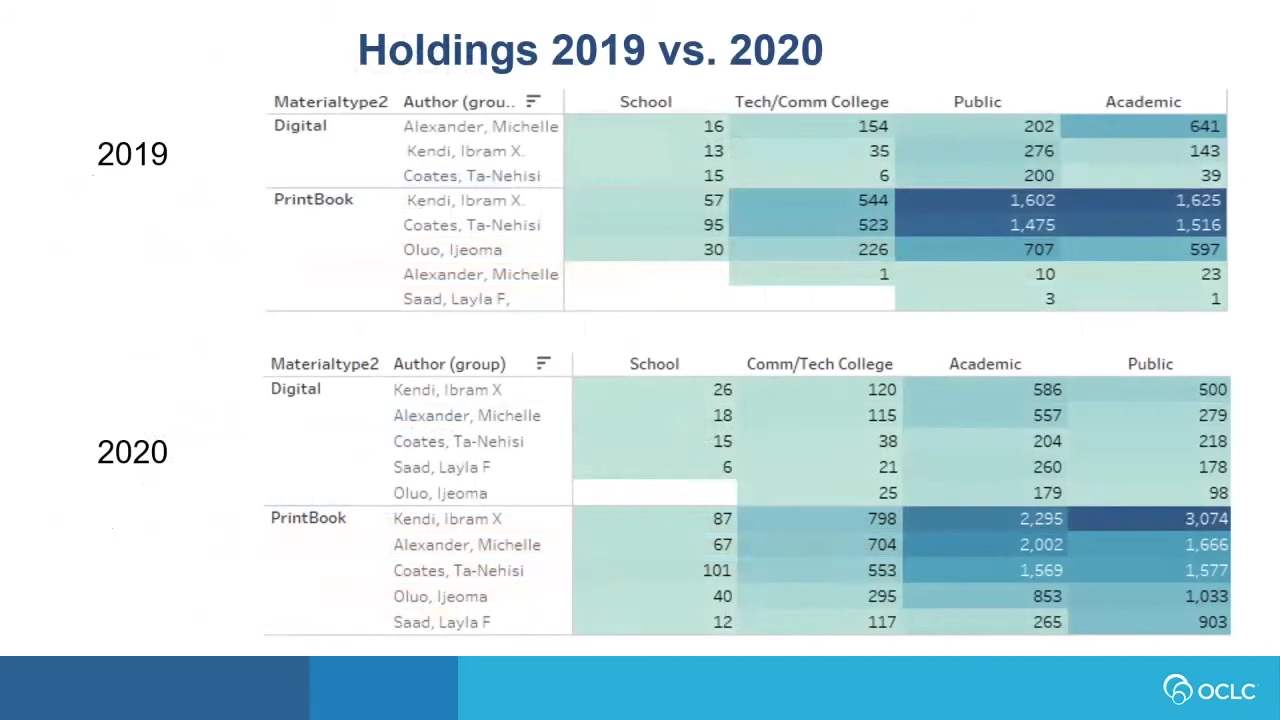 Holdings 2019 vs. 2020
2019
Materialtype2 Author (grou.. School Tech/Comm College Public Academic
Digital Alexander, Michelle 16 154 202 641
Kendi, Ibram X. 13 35 276 143
Coates, Ta-Nehisi 15 6 200 39
PrintBook Kendi, Ibram X. 57 544 1,602 1,625
Coates, Ta-Nehisi 95 523 1,475 1,516
Oluo, Ijeoma 30 226 707 597
Alexander, Michelle 1 10 23
Saad, Layla F, 3 1
2020
Materialtype2 Author (group) School Comm/Tech College Academic Public
Digital Kendi, Ibram X 26 120 586 500
Alexander, Michelle 18 115 557 279
Coates, Ta-Nehisi 15 38 204 218
Saad, Layla F 6 21 260 178
Oluo, Ijeoma 25 179 98
PrintBook Kendi, Ibram X 87 798 2,295 3,074
Alexander, Michelle 67 704 2,002 1,666
Coates, Ta-Nehisi 101 553 1,569 1,577
Oluo, Ijeoma 40 295 853 1,033
Saad, Layla F 12 117 265 903
OCLC